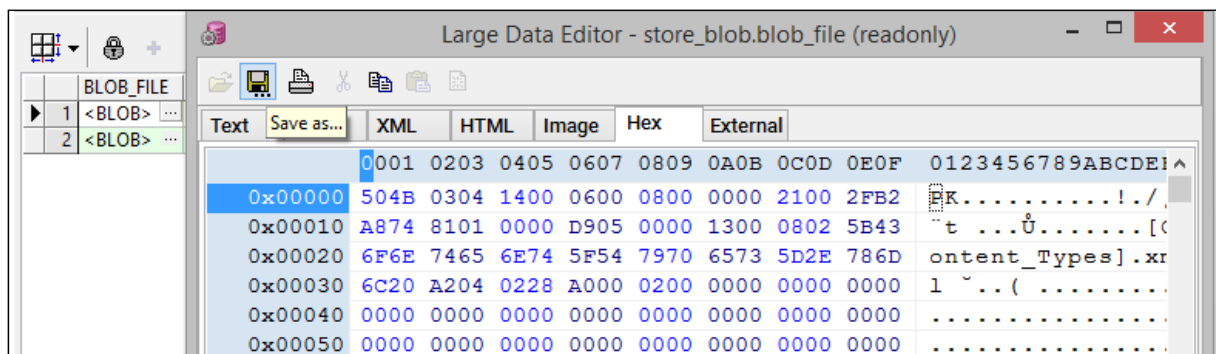 Large Data Editor - store_blob.blob_file (readonly)
BLOB_FILE
1 <BLOB> ...
2 <BLOB> ...
Save as...
Text XML HTML Image Hex External
0001 0203 0405 0607 0809 0A0B 0C0D 0E0F 0123456789ABCDEF
0x00000 504B 0304 1400 0600 0800 0000 2100 2FB2 PK..........!./
0x00010 A874 8101 0000 D905 0000 1300 0802 5B43 ¨t ...Ů.......[C
0x00020 6F6E 7465 6E74 5F54 7970 6573 5D2E 786D ontent_Types].xm
0x00030 6C20 A204 0228 A000 0200 0000 0000 0000 l ˘..( .........
0x00040 0000 0000 0000 0000 0000 0000 0000 0000 ................
0x00050 0000 0000 0000 0000 0000 0000 0000 0000 ................